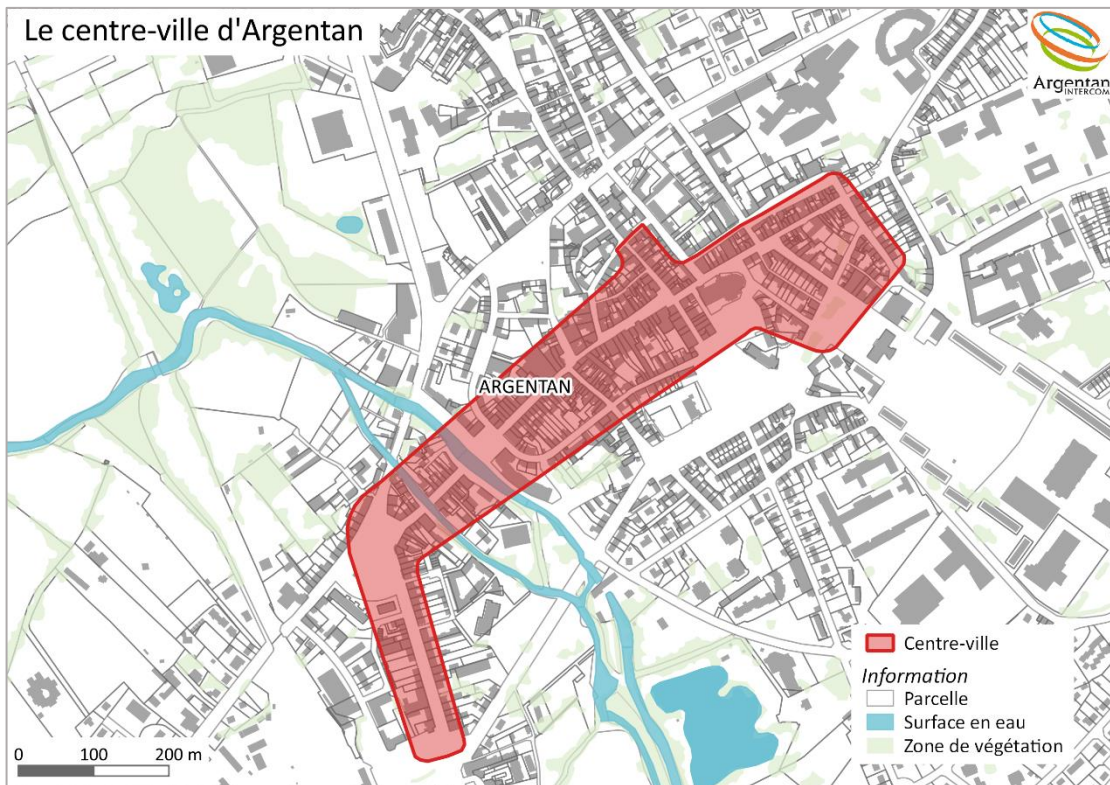 Le centre-ville d'Argentan
Argentan
INTERCOM
ARGENTAN
Centre-ville
Information
Parcelle
Surface en eau
Zone de végétation
0 100 200 m